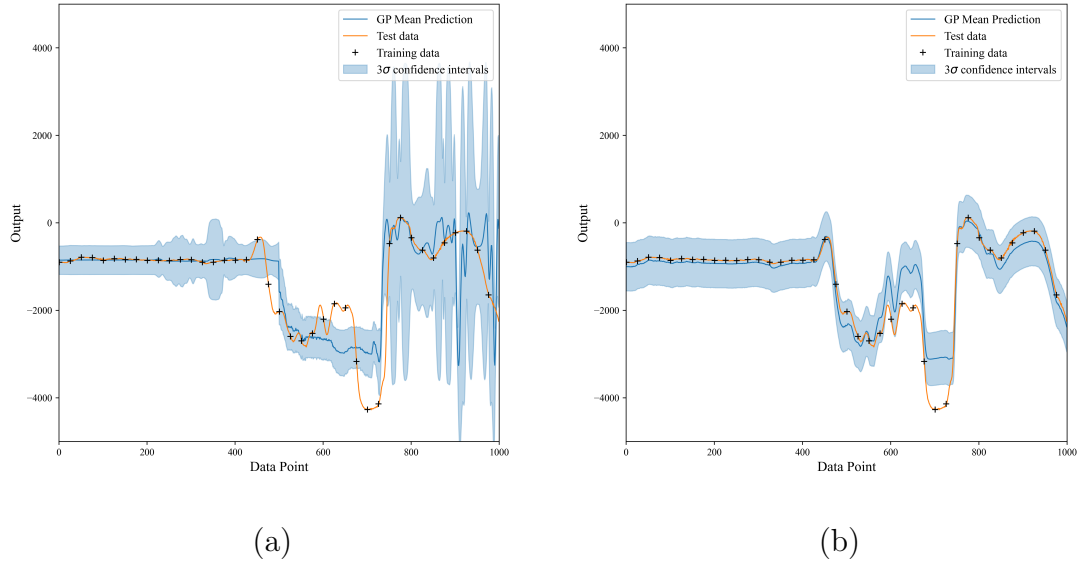 GP Mean Prediction
Test data
Training data
3σ confidence intervals
4000
2000
0
−2000
−4000
Output
0
200
400
600
800
1000
Data Point
(a)
GP Mean Prediction
Test data
Training data
3σ confidence intervals
4000
2000
0
−2000
−4000
Output
0
200
400
600
800
1000
Data Point
(b)